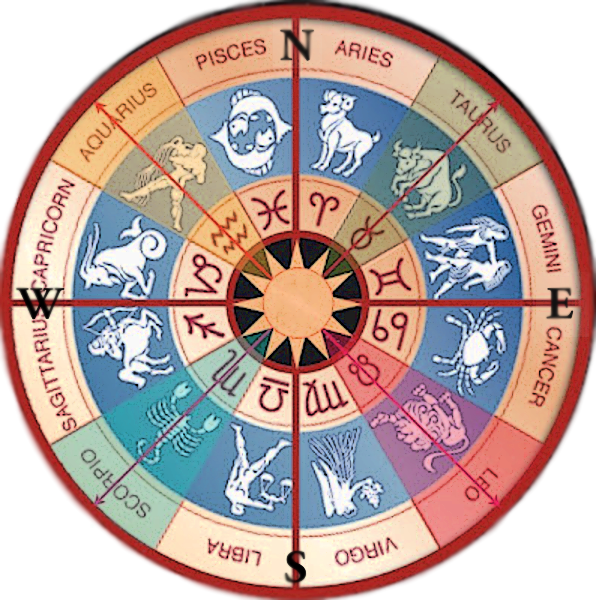 N
ARIES
TAURUS
GEMINI
E
CANCER
LEO
VIRGO
S
LIBRA
SCORPIO
SAGITTARIUS
W
CAPRICORN
AQUARIUS
PISCES
♈
♉
♊
♋
♌
♍
♎
♏
♐
♑
♒
♓